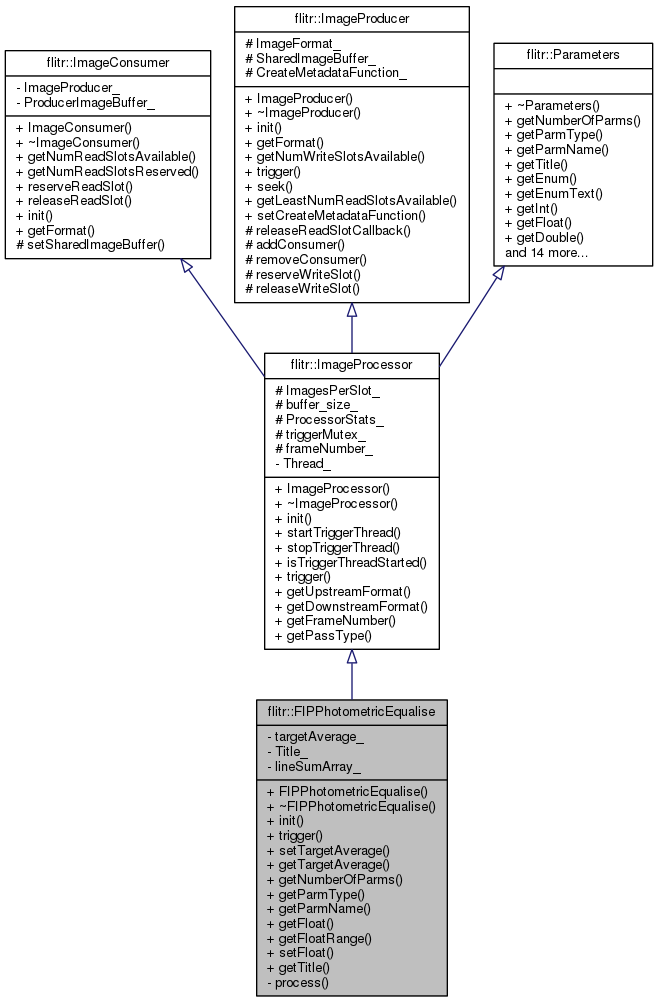 flitr::ImageConsumer
- ImageProducer_
- ProducerImageBuffer_
+ ImageConsumer()
+ ~ImageConsumer()
+ getNumReadSlotsAvailable()
+ getNumReadSlotsReserved()
+ reserveReadSlot()
+ releaseReadSlot()
+ init()
+ getFormat()
# setSharedImageBuffer()
flitr::ImageProducer
# ImageFormat_
# SharedImageBuffer_
# CreateMetadataFunction_
+ ImageProducer()
+ ~ImageProducer()
+ init()
+ getFormat()
+ getNumWriteSlotsAvailable()
+ trigger()
+ seek()
+ getLeastNumReadSlotsAvailable()
+ setCreateMetadataFunction()
# releaseReadSlotCallback()
# addConsumer()
# removeConsumer()
# reserveWriteSlot()
# releaseWriteSlot()
flitr::Parameters
+ ~Parameters()
+ getNumberOfParms()
+ getParmType()
+ getParmName()
+ getTitle()
+ getEnum()
+ getEnumText()
+ getInt()
+ getFloat()
+ getDouble()
and 14 more...
flitr::ImageProcessor
# ImagesPerSlot_
# buffer_size_
# ProcessorStats_
# triggerMutex_
# frameNumber_
- Thread_
+ ImageProcessor()
+ ~ImageProcessor()
+ init()
+ startTriggerThread()
+ stopTriggerThread()
+ isTriggerThreadStarted()
+ trigger()
+ getUpstreamFormat()
+ getDownstreamFormat()
+ getFrameNumber()
+ getPassType()
flitr::FIPPhotometricEqualise
- targetAverage_
- Title_
- lineSumArray_
+ FIPPhotometricEqualise()
+ ~FIPPhotometricEqualise()
+ init()
+ trigger()
+ setTargetAverage()
+ getTargetAverage()
+ getNumberOfParms()
+ getParmType()
+ getParmName()
+ getFloat()
+ getFloatRange()
+ setFloat()
+ getTitle()
- process()